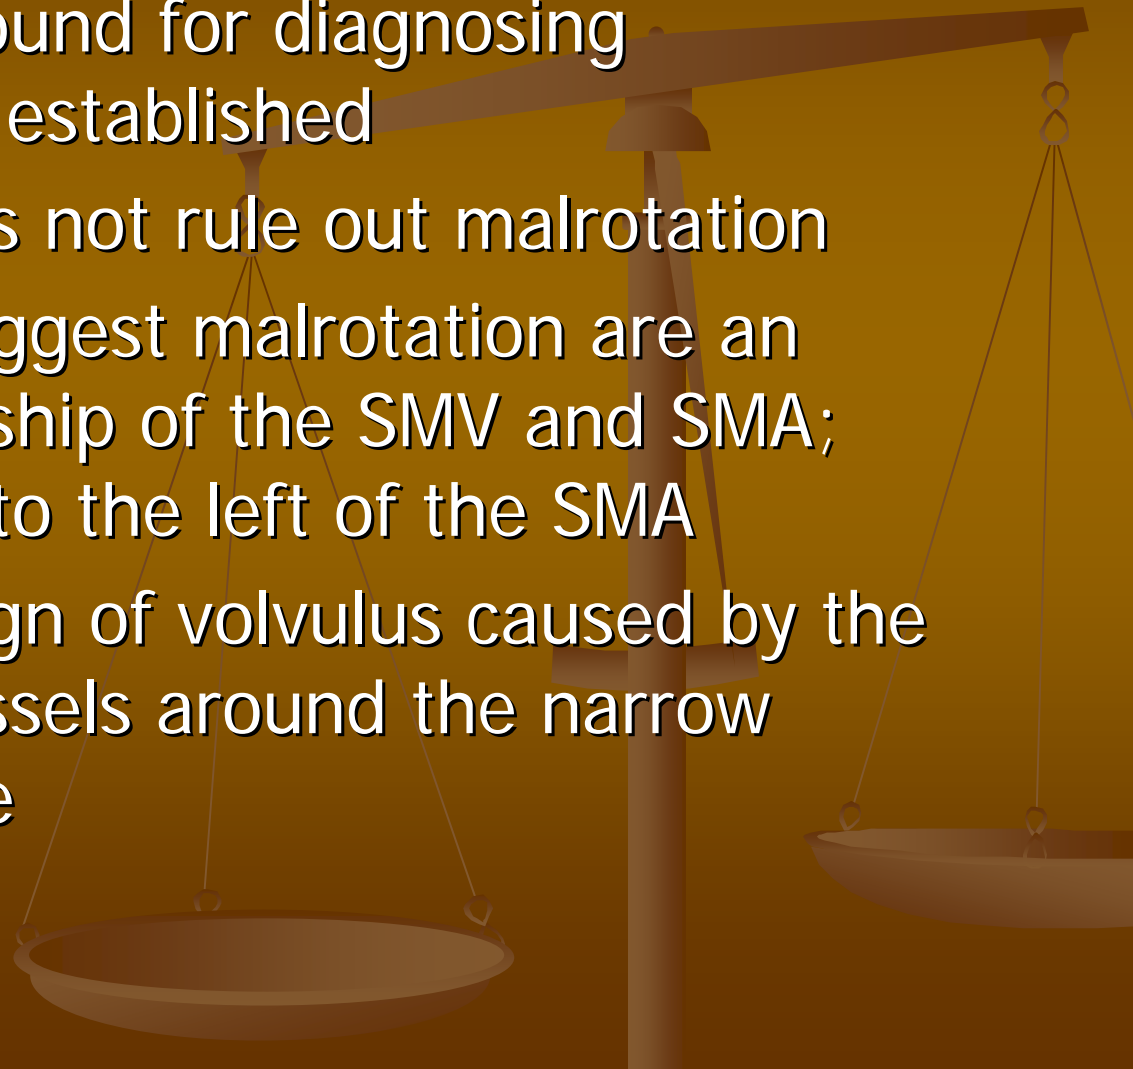 ound for diagnosing
established
s not rule out malrotation
ggest malrotation are an
ship of the SMV and SMA;
to the left of the SMA
gn of volvulus caused by the
ssels around the narrow
e